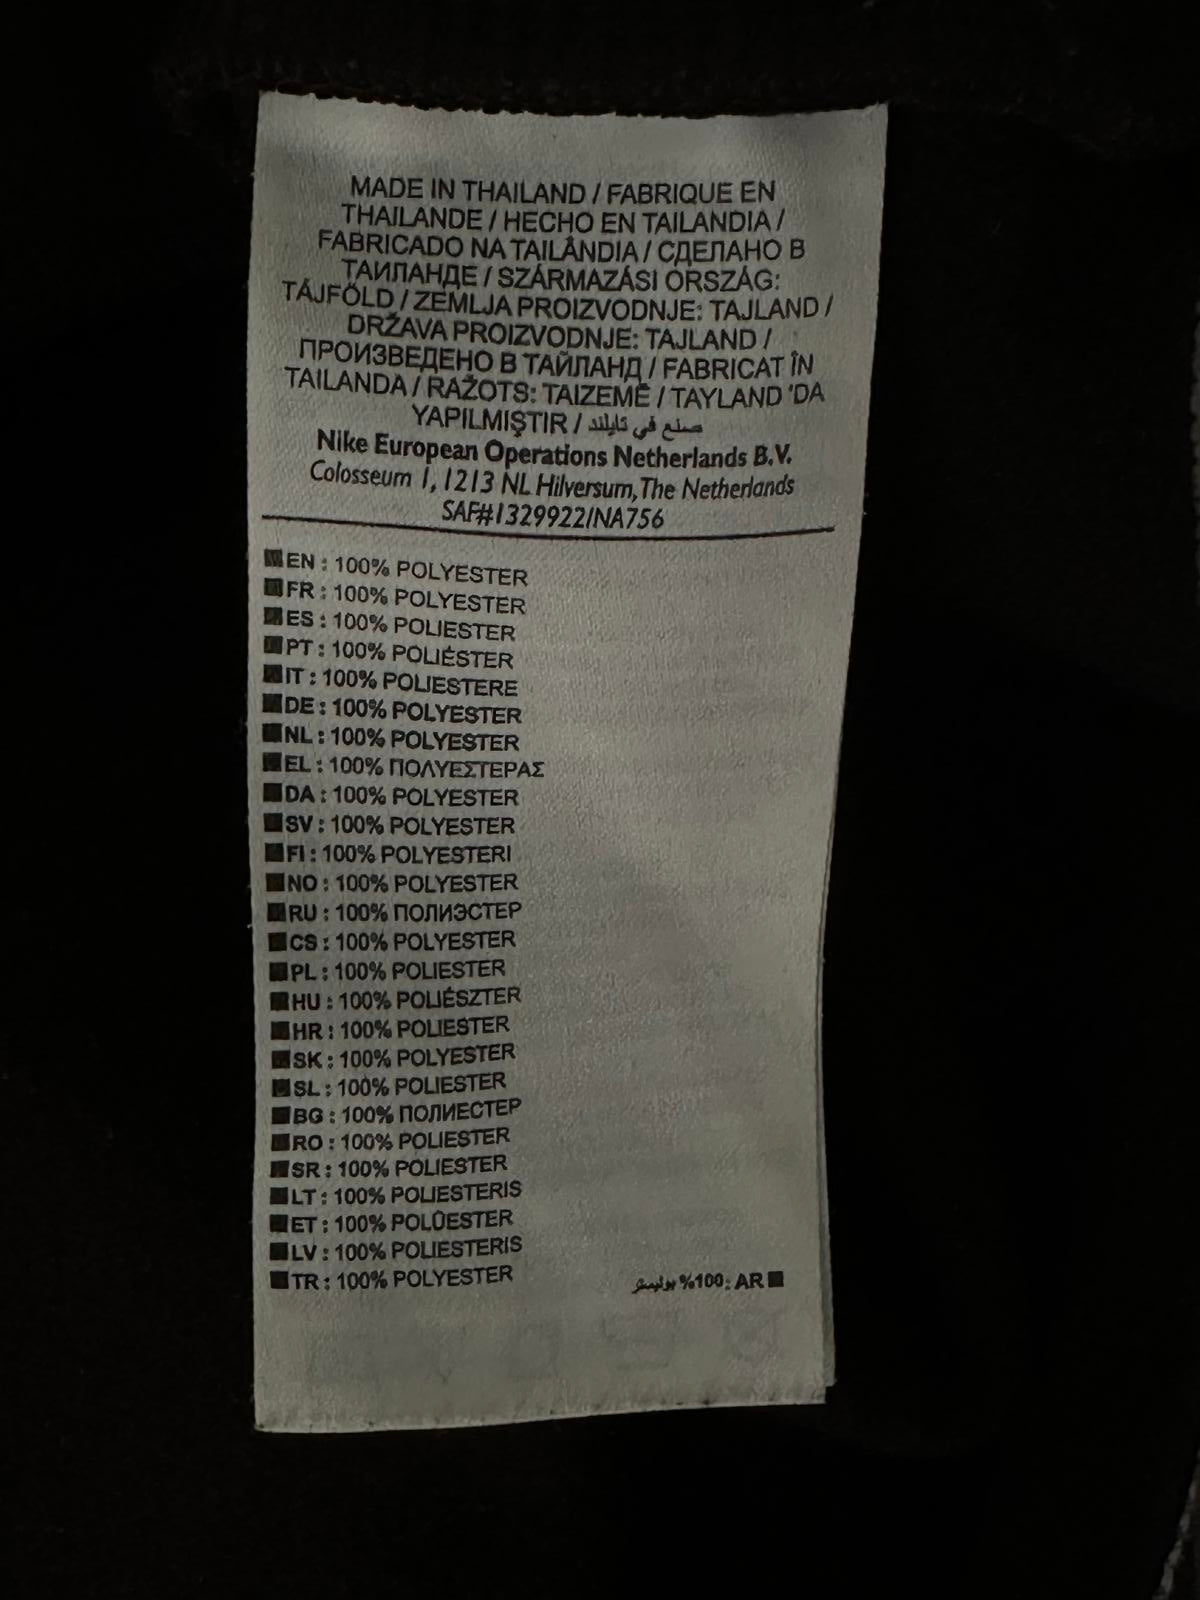 MADE IN THAILAND / FABRIQUE EN
THAILANDE / HECHO EN TAILANDIA /
FABRICADO NA TAILÂNDIA / СДЕЛАНО В
ТАИЛАНДЕ / SZÁRMAZÁSI ORSZÁG:
TÁJFÖLD / ZEMLJA PROIZVODNJE: TAJLAND /
DRŽAVA PROIZVODNJE: TAJLAND /
ПРОИЗВЕДЕНО В ТАЙЛАНД / FABRICAT ÎN
TAILANDA / RAŽOTS: TAIZEMĒ / TAYLAND 'DA
YAPILMIŞTIR / صنع في تايلند
Nike European Operations Netherlands B.V.
Colosseum 1, 1213 NL Hilversum, The Netherlands
SAF#1329922/NA756
EN : 100% POLYESTER
FR : 100% POLYESTER
ES : 100% POLIESTER
PT : 100% POLIÉSTER
IT : 100% POLIESTERE
DE : 100% POLYESTER
NL : 100% POLYESTER
EL : 100% ΠΟΛΥΕΣΤΕΡΑΣ
DA : 100% POLYESTER
SV : 100% POLYESTER
FI : 100% POLYESTERI
NO : 100% POLYESTER
RU : 100% ПОЛИЭСТЕР
CS : 100% POLYESTER
PL : 100% POLIESTER
HU : 100% POLIÉSZTER
HR : 100% POLIESTER
SK : 100% POLYESTER
SL : 100% POLIESTER
BG : 100% ПОЛИЕСТЕР
RO : 100% POLIESTER
SR : 100% POLIESTER
LT : 100% POLIESTERIS
ET : 100% POLÜESTER
LV : 100% POLIESTERIS
TR : 100% POLYESTER
AR :100% بوليستر